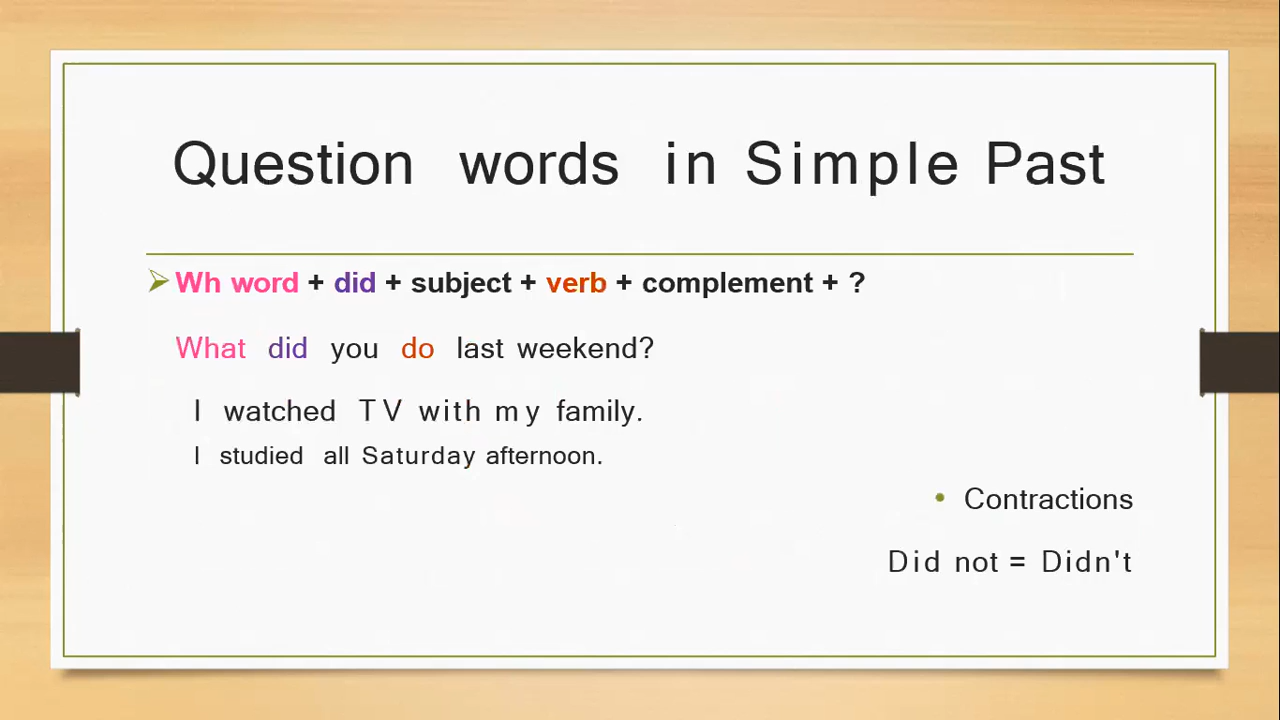 Question words in Simple Past
Wh word + did + subject + verb + complement + ?
What did you do last weekend?
I watched TV with my family.
I studied all Saturday afternoon.
• Contractions
Did not = Didn't